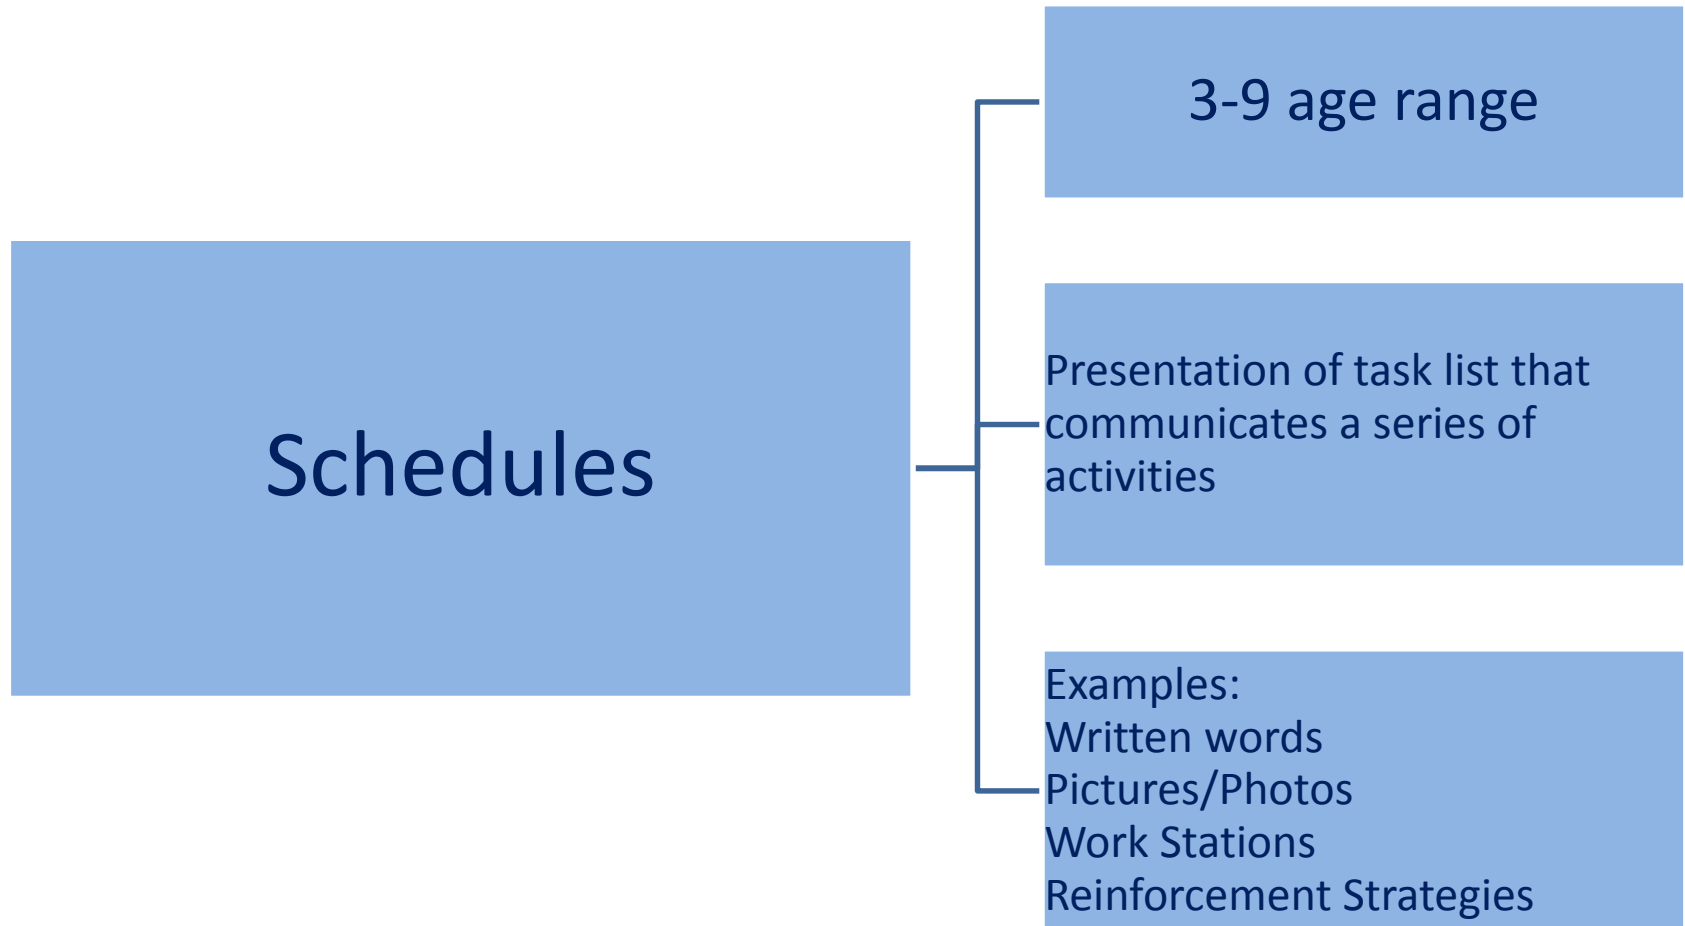 Schedules
3-9 age range
Presentation of task list that
communicates a series of
activities
Examples:
Written words
Pictures/Photos
Work Stations
Reinforcement Strategies